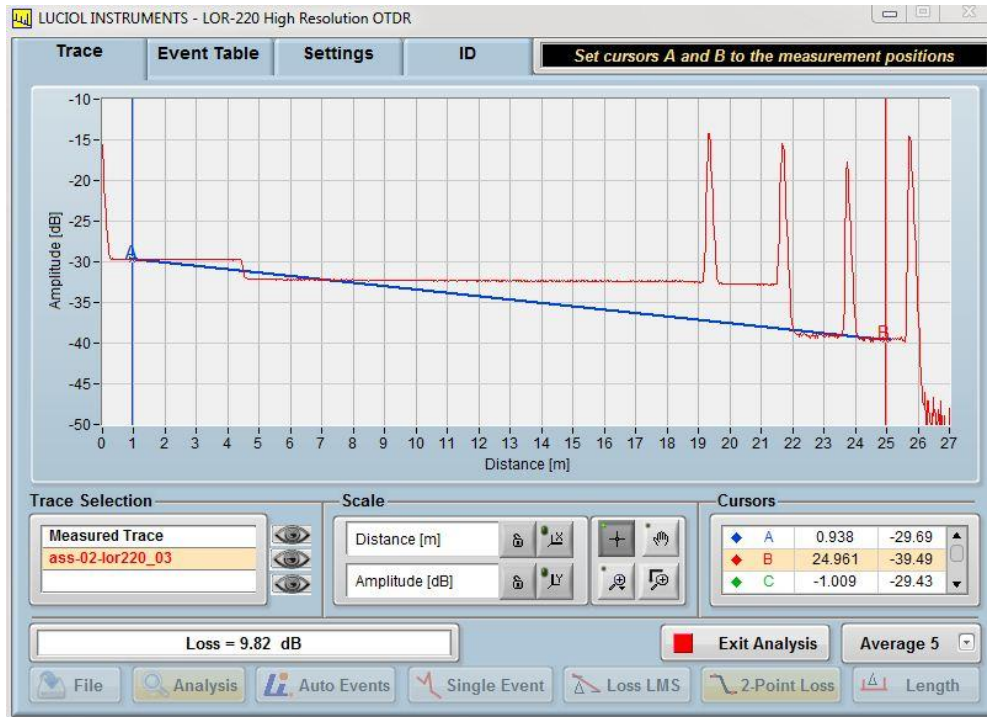 LUCIOL INSTRUMENTS - LOR-220 High Resolution OTDR
Trace Event Table Settings ID Set cursors A and B to the measurement positions
-10
-15
-20
-25
-30
-35
-40
-45
-50
Amplitude [dB]
A
B
0 1 2 3 4 5 6 7 8 9 10 11 12 13 14 15 16 17 18 19 20 21 22 23 24 25 26 27
Distance [m]
Trace Selection
Measured Trace
ass-02-lor220_03
Scale
Distance [m]
Amplitude [dB]
Cursors
A 0.938 -29.69
B 24.961 -39.49
C -1.009 -29.43
Loss = 9.82 dB
Exit Analysis
Average 5
File Analysis Auto Events Single Event Loss LMS 2-Point Loss Length